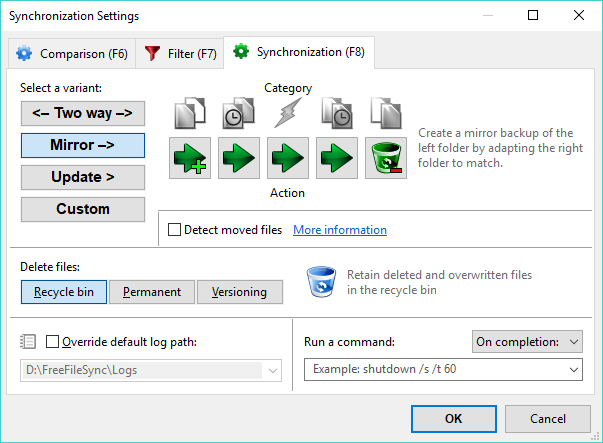 Synchronization Settings
Comparison (F6)
Filter (F7)
Synchronization (F8)
Select a variant:
Category
<– Two way –>
Mirror –>
Update >
Custom
Create a mirror backup of the
left folder by adapting the right
folder to match.
Action
Detect moved files
More information
Delete files:
Recycle bin
Permanent
Versioning
Retain deleted and overwritten files
in the recycle bin
Override default log path:
D:\FreeFileSync\Logs
Run a command:
On completion:
Example: shutdown /s /t 60
OK
Cancel